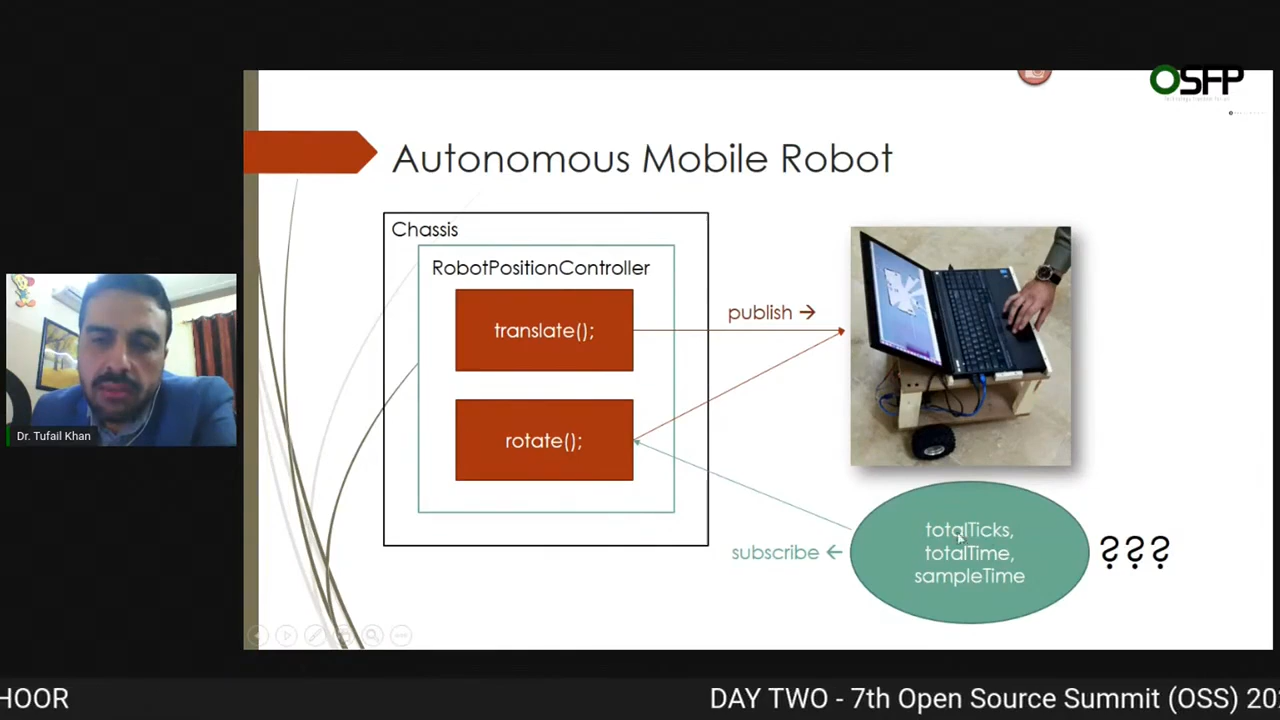 OSFP
Autonomous Mobile Robot
Chassis
RobotPositionController
translate();
publish →
rotate();
Dr. Tufail Khan
subscribe ←
totalTicks,
totalTime,
sampleTime
???
HOOR
DAY TWO - 7th Open Source Summit (OSS) 20